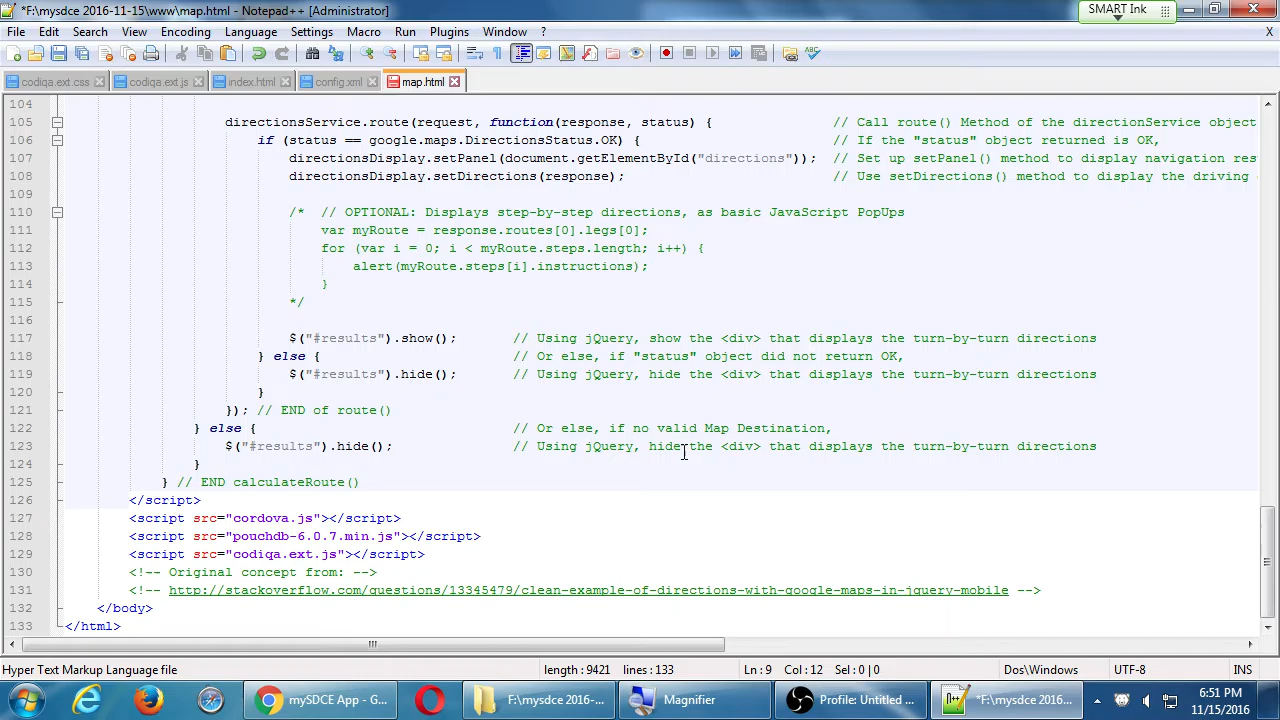 *F:\mysdce 2016-11-15\www\map.html - Notepad++ [Administrator]
SMART Ink
File Edit Search View Encoding Language Settings Macro Run Plugins Window ? X
codiqa.ext.css codiqa.ext.js index.html config.xml map.html
104
105 directionsService.route(request, function(response, status) { // Call route() Method of the directionService object
106 if (status == google.maps.DirectionsStatus.OK) { // If the "status" object returned is OK,
107 directionsDisplay.setPanel(document.getElementById("directions")); // Set up setPanel() method to display navigation res
108 directionsDisplay.setDirections(response); // Use setDirections() method to display the driving
109
110 /* // OPTIONAL: Displays step-by-step directions, as basic JavaScript PopUps
111 var myRoute = response.routes[0].legs[0];
112 for (var i = 0; i < myRoute.steps.length; i++) {
113 alert(myRoute.steps[i].instructions);
114 }
115 */
116
117 $("#results").show(); // Using jQuery, show the <div> that displays the turn-by-turn directions
118 } else { // Or else, if "status" object did not return OK,
119 $("#results").hide(); // Using jQuery, hide the <div> that displays the turn-by-turn directions
120 }
121 }); // END of route()
122 } else { // Or else, if no valid Map Destination,
123 $("#results").hide(); // Using jQuery, hide the <div> that displays the turn-by-turn directions
124 }
125 } // END calculateRoute()
126 </script>
127 <script src="cordova.js"></script>
128 <script src="pouchdb-6.0.7.min.js"></script>
129 <script src="codiqa.ext.js"></script>
130 <!-- Original concept from: -->
131 <!-- http://stackoverflow.com/questions/13345479/clean-example-of-directions-with-google-maps-in-jquery-mobile -->
132 </body>
133 </html>
Hyper Text Markup Language file length : 9421 lines : 133 Ln : 9 Col : 12 Sel : 0 | 0 Dos\Windows UTF-8 INS
mySDCE App - G... F:\mysdce 2016-... Magnifier Profile: Untitled ... *F:\mysdce 2016... 6:51 PM
11/15/2016